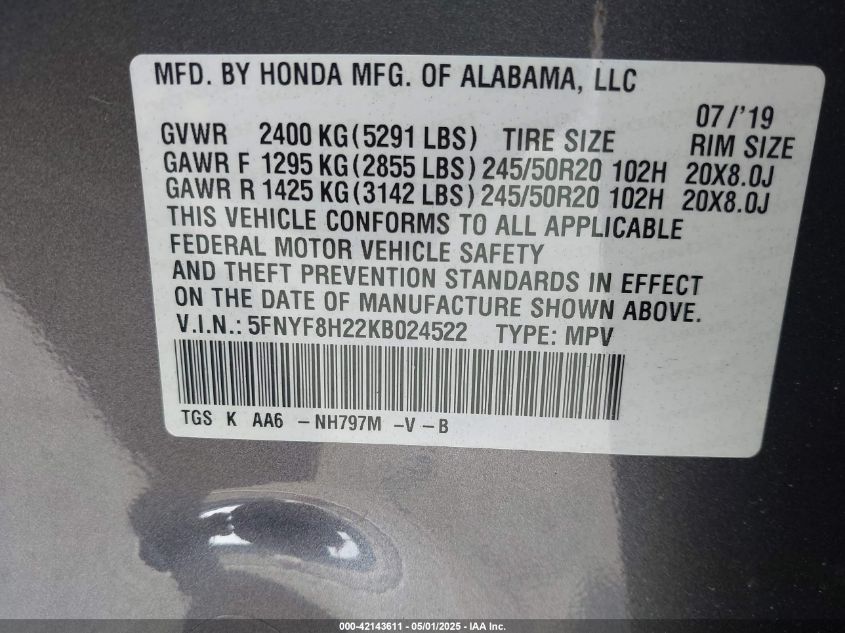 MFD. BY HONDA MFG. OF ALABAMA, LLC
07/'19
GVWR 2400 KG(5291 LBS) TIRE SIZE RIM SIZE
GAWR F 1295 KG(2855 LBS) 245/50R20 102H 20X8.0J
GAWR R 1425 KG(3142 LBS) 245/50R20 102H 20X8.0J
THIS VEHICLE CONFORMS TO ALL APPLICABLE
FEDERAL MOTOR VEHICLE SAFETY
AND THEFT PREVENTION STANDARDS IN EFFECT
ON THE DATE OF MANUFACTURE SHOWN ABOVE.
V.I.N.: 5FNYF8H22KB024522 TYPE: MPV
TGS K AA6 -NH797M -V -B
000-42143611 - 05/01/2025 - IAA Inc.